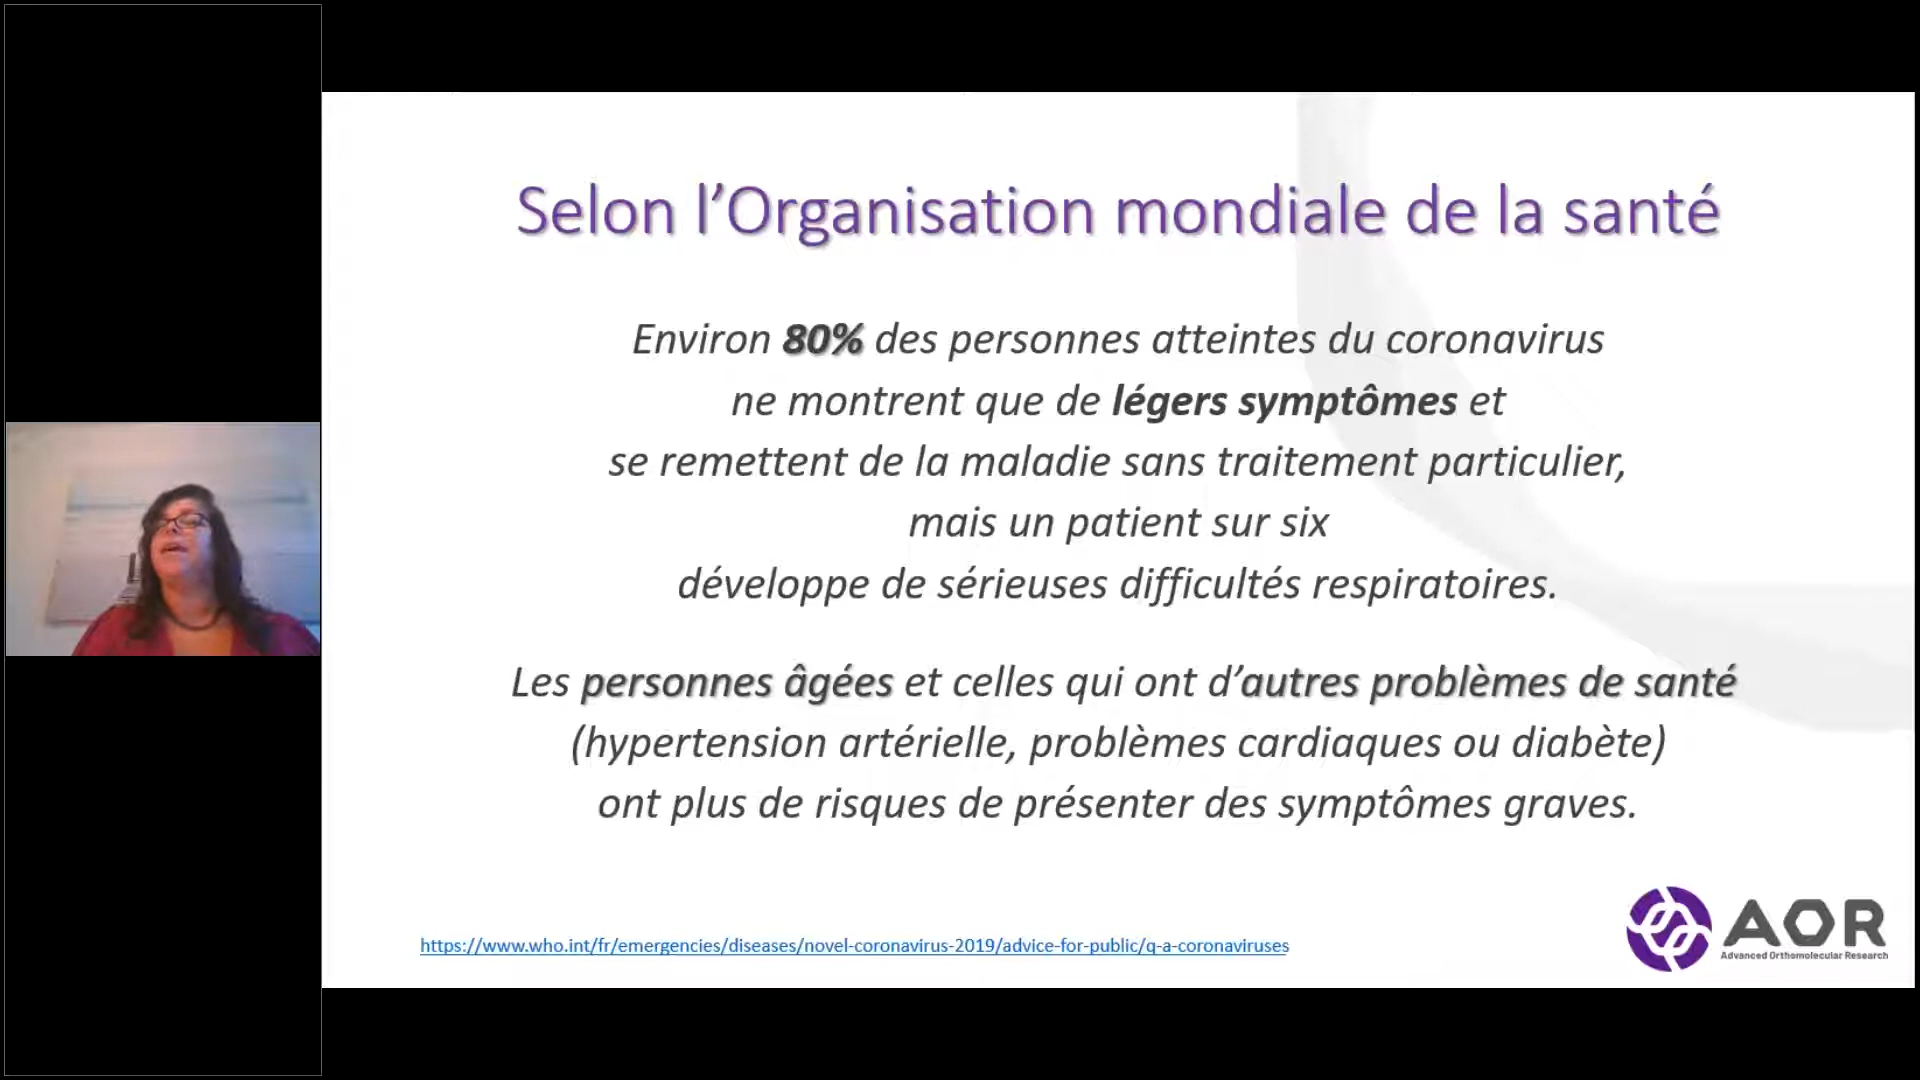 Selon l’Organisation mondiale de la santé
Environ 80% des personnes atteintes du coronavirus
ne montrent que de légers symptômes et
se remettent de la maladie sans traitement particulier,
mais un patient sur six
développe de sérieuses difficultés respiratoires.
Les personnes âgées et celles qui ont d’autres problèmes de santé
(hypertension artérielle, problèmes cardiaques ou diabète)
ont plus de risques de présenter des symptômes graves.
https://www.who.int/fr/emergencies/diseases/novel-coronavirus-2019/advice-for-public/q-a-coronaviruses
AOR
Advanced Orthomolecular Research